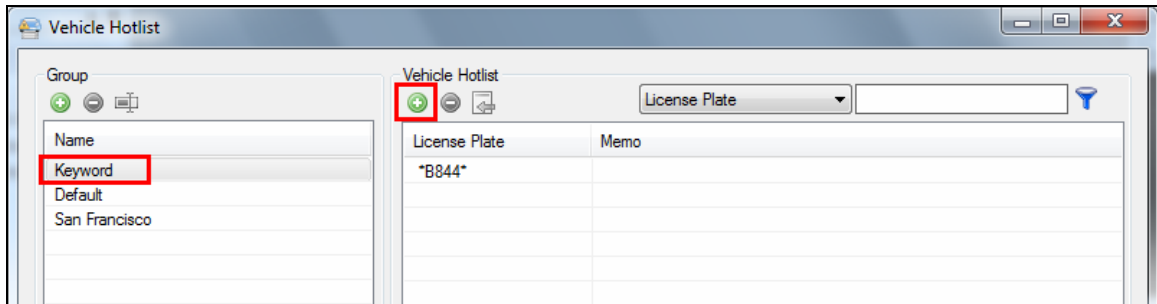 Vehicle Hotlist
Group
Vehicle Hotlist
License Plate
Name
License Plate Memo
Keyword
*B844*
Default
San Francisco